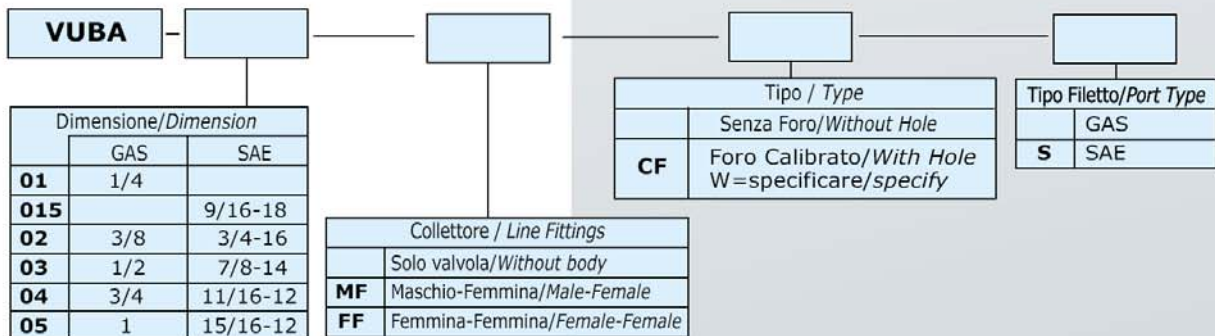 VUBA –
Dimensione/Dimension
GAS SAE
01 1/4
015 9/16-18
02 3/8 3/4-16
03 1/2 7/8-14
04 3/4 11/16-12
05 1 15/16-12
Collettore / Line Fittings
Solo valvola/Without body
MF Maschio-Femmina/Male-Female
FF Femmina-Femmina/Female-Female
Tipo / Type
Senza Foro/Without Hole
CF Foro Calibrato/With Hole
W=specificare/specify
Tipo Filetto/Port Type
GAS
S SAE